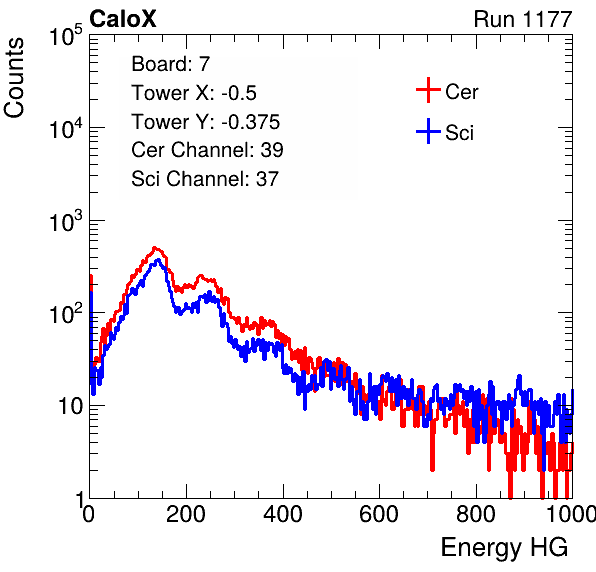 CaloX Run 1177
Counts
10^5
10^4
10^3
10^2
10
1
Board: 7
Tower X: -0.5
Tower Y: -0.375
Cer Channel: 39
Sci Channel: 37
Cer
Sci
0 200 400 600 800 1000
Energy HG